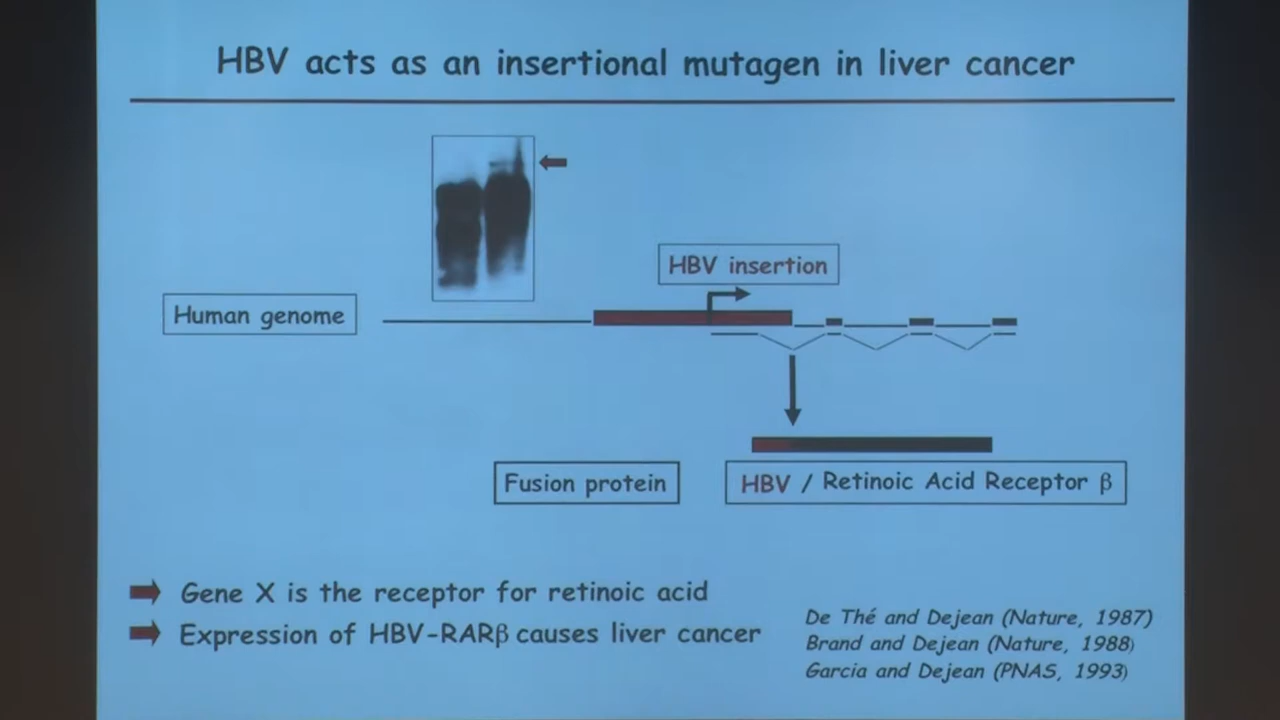 HBV acts as an insertional mutagen in liver cancer
HBV insertion
Human genome
Fusion protein
HBV / Retinoic Acid Receptor β
Gene X is the receptor for retinoic acid
Expression of HBV-RARβ causes liver cancer
De Thé and Dejean (Nature, 1987)
Brand and Dejean (Nature, 1988)
Garcia and Dejean (PNAS, 1993)